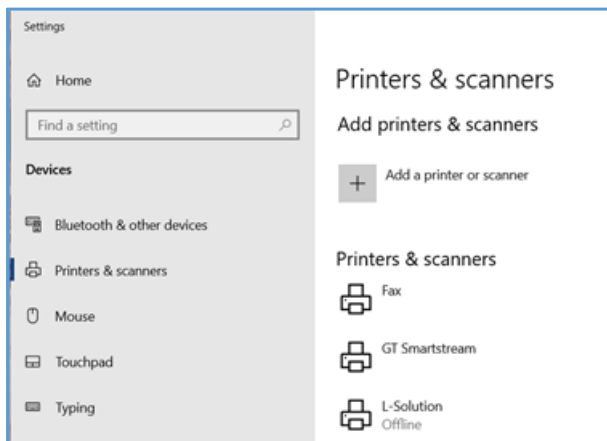 Settings
Home
Find a setting
Devices
Bluetooth & other devices
Printers & scanners
Mouse
Touchpad
Typing
Printers & scanners
Add printers & scanners
Add a printer or scanner
Printers & scanners
Fax
GT Smartstream
L-Solution
Offline